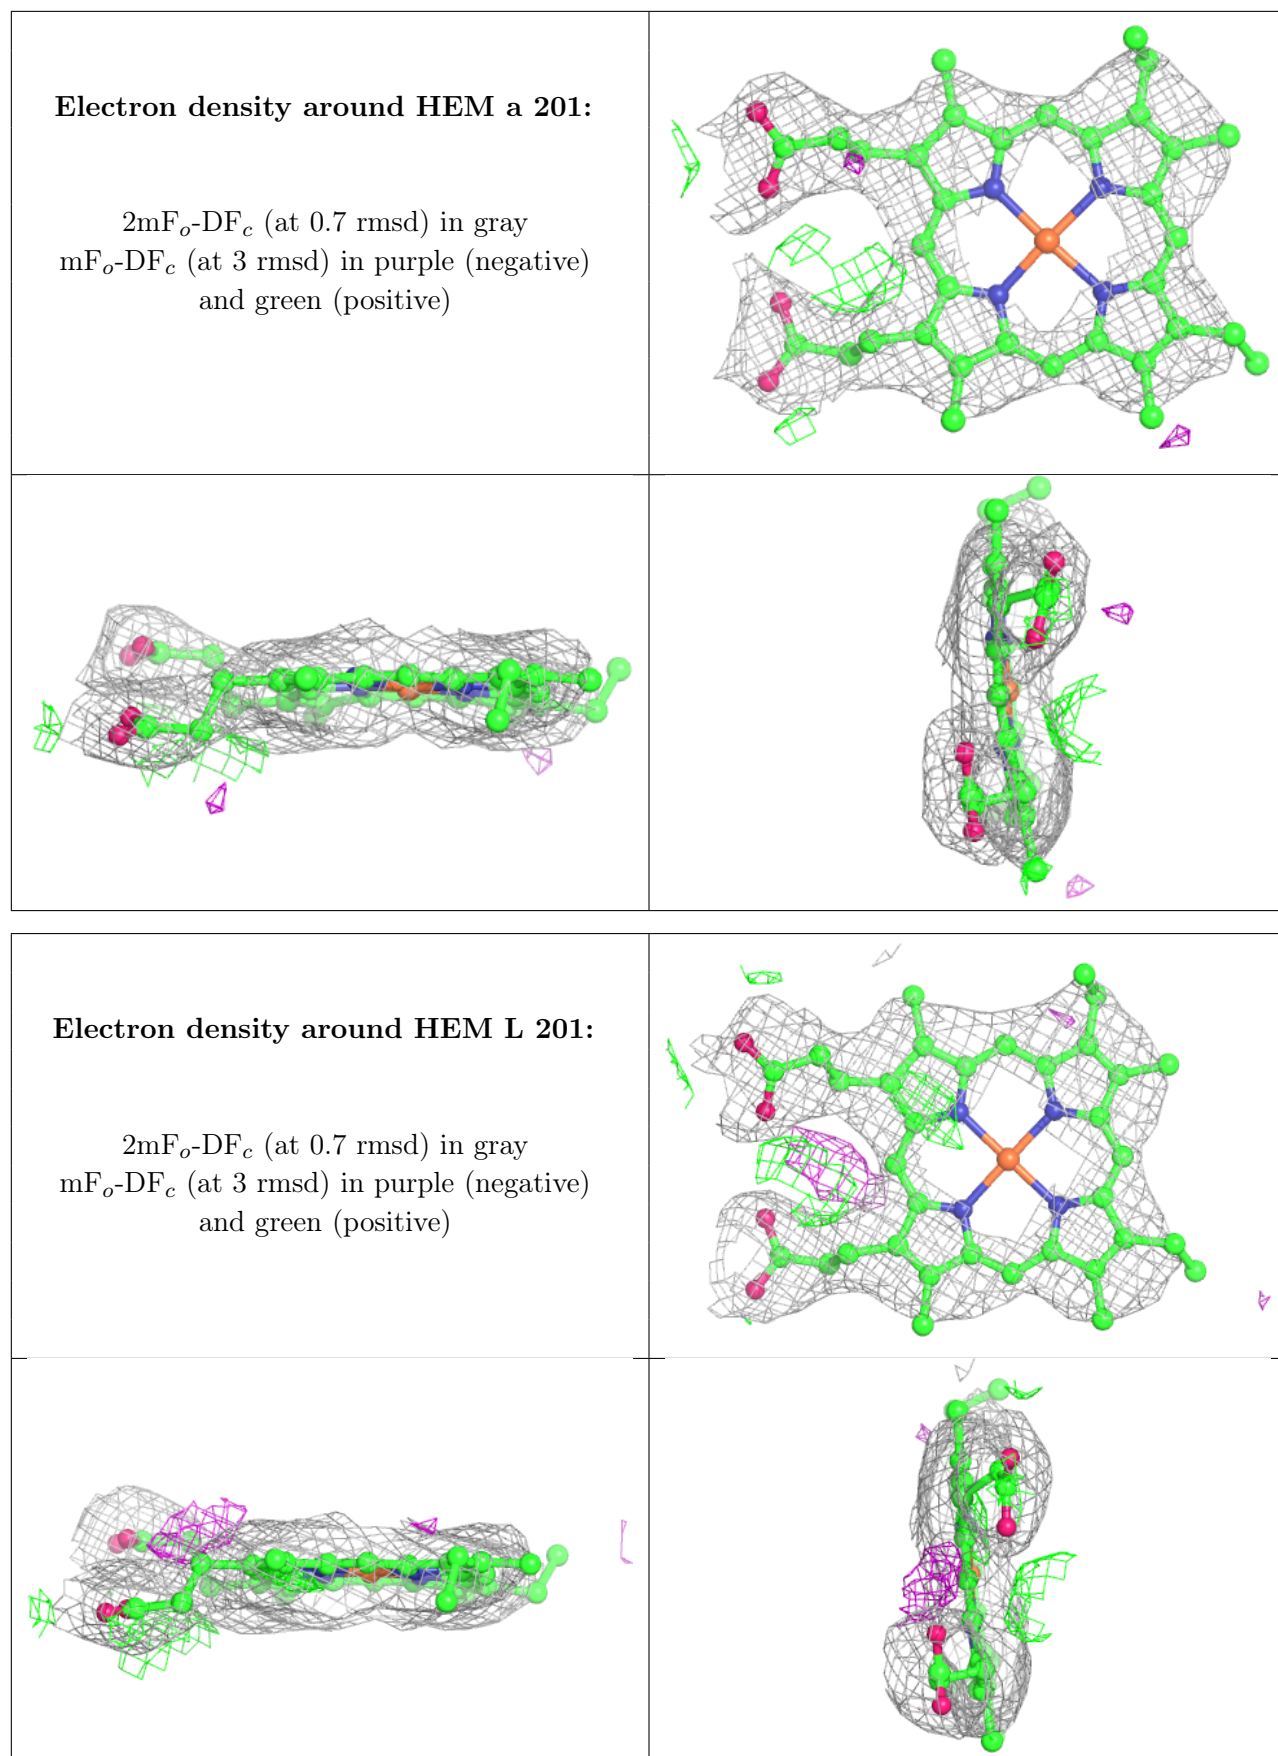 Electron density around HEM a 201:
2mFₒ-DF𝒸 (at 0.7 rmsd) in gray
mFₒ-DF𝒸 (at 3 rmsd) in purple (negative)
and green (positive)
Electron density around HEM L 201:
2mFₒ-DF𝒸 (at 0.7 rmsd) in gray
mFₒ-DF𝒸 (at 3 rmsd) in purple (negative)
and green (positive)